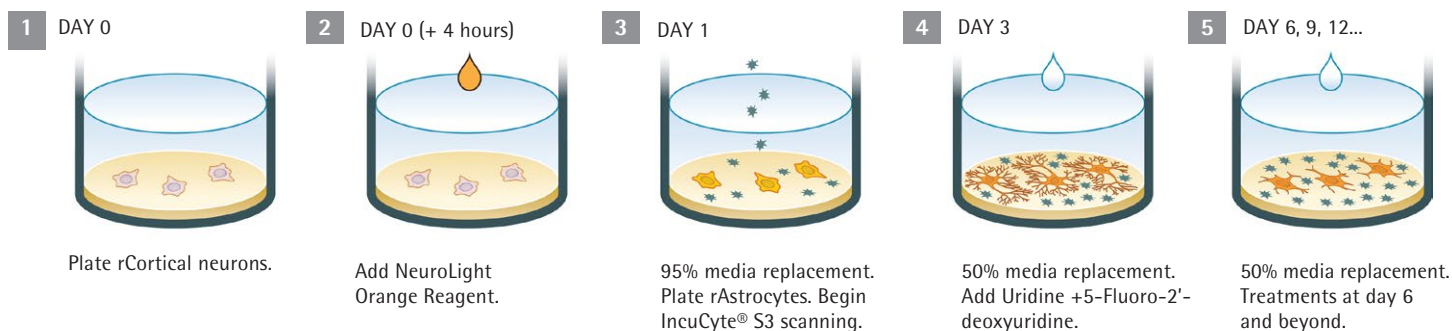 1 DAY 0
2 DAY 0 (+ 4 hours)
3 DAY 1
4 DAY 3
5 DAY 6, 9, 12...
Plate rCortical neurons.
Add NeuroLight
Orange Reagent.
95% media replacement.
Plate rAstrocytes. Begin
IncuCyte® S3 scanning.
50% media replacement.
Add Uridine +5-Fluoro-2’-
deoxyuridine.
50% media replacement.
Treatments at day 6
and beyond.